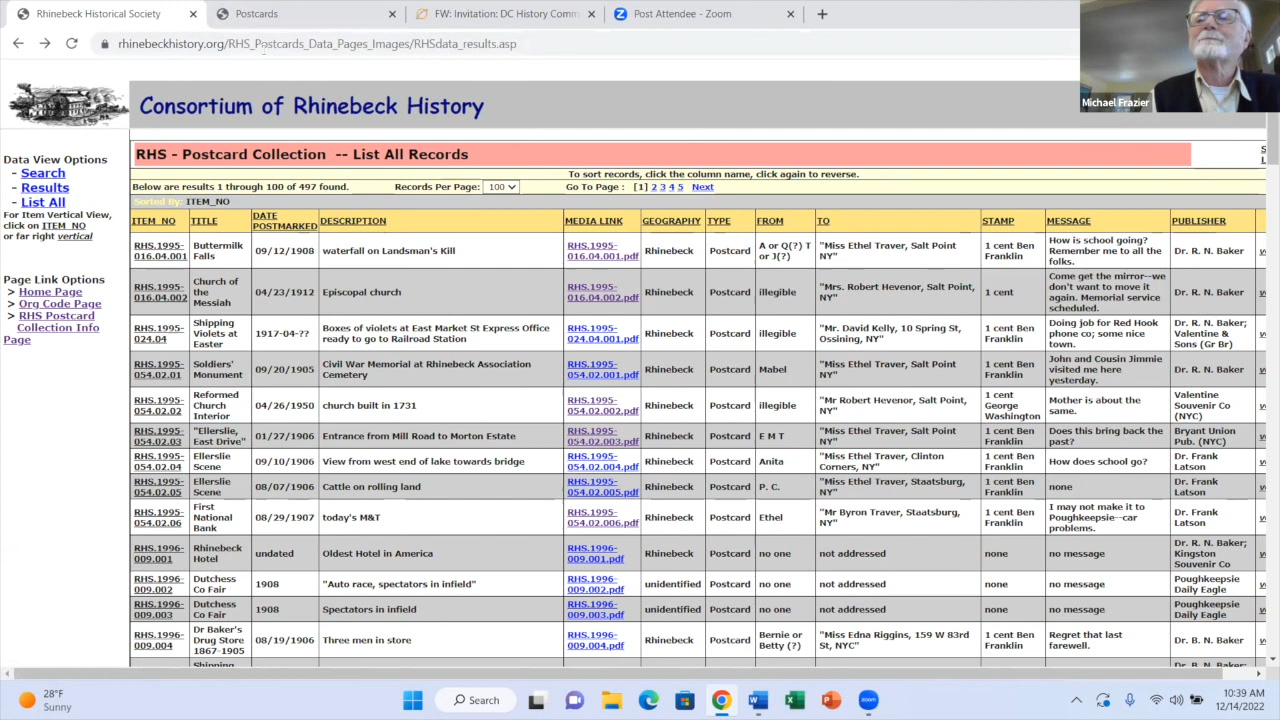 Rhinebeck Historical Society
Postcards
FW: Invitation: DC History Comm
Post Attendee - Zoom
rhinebeckhistory.org/RHS_Postcards_Data_Pages_Images/RHSdata_results.asp
Michael Frazier
Consortium of Rhinebeck History
Data View Options
- Search
- Results
- List All
For Item Vertical View,
click on ITEM_NO
or far right vertical
Page Link Options
> Home Page
> Org Code Page
> RHS Postcard
Collection Info
Page
RHS - Postcard Collection -- List All Records
To sort records, click the column name, click again to reverse.
Below are results 1 through 100 of 497 found. Records Per Page: 100 Go To Page : [1] 2 3 4 5 Next
Sorted By: ITEM_NO
ITEM_NO TITLE DATE POSTMARKED DESCRIPTION MEDIA LINK GEOGRAPHY TYPE FROM TO STAMP MESSAGE PUBLISHER
RHS.1995-016.04.001 Buttermilk Falls 09/12/1908 waterfall on Landsman's Kill RHS.1995-016.04.001.pdf Rhinebeck Postcard A or Q(?) T or J(?) "Miss Ethel Traver, Salt Point NY" 1 cent Ben Franklin How is school going? Remember me to all the folks. Dr. R. N. Baker
RHS.1995-016.04.002 Church of the Messiah 04/23/1912 Episcopal church RHS.1995-016.04.002.pdf Rhinebeck Postcard illegible "Mrs. Robert Hevenor, Salt Point, NY" 1 cent Come get the mirror--we don't want to move it again. Memorial service scheduled. Dr. R. N. Baker
RHS.1995-024.04 Shipping Violets at Easter 1917-04-?? Boxes of violets at East Market St Express Office ready to go to Railroad Station RHS.1995-024.04.001.pdf Rhinebeck Postcard illegible "Mr. David Kelly, 10 Spring St, Ossining, NY" 1 cent Ben Franklin Doing job for Red Hook phone co; some nice town. Dr. R. N. Baker; Valentine & Sons (Gr Br)
RHS.1995-054.02.01 Soldiers' Monument 09/20/1905 Civil War Memorial at Rhinebeck Association Cemetery RHS.1995-054.02.001.pdf Rhinebeck Postcard Mabel "Miss Ethel Traver, Salt Point NY" 1 cent Ben Franklin John and Cousin Jimmie visited me here yesterday. Dr. R. N. Baker
RHS.1995-054.02.02 Reformed Church Interior 04/26/1950 church built in 1731 RHS.1995-054.02.002.pdf Rhinebeck Postcard illegible "Mr Robert Hevenor, Salt Point, NY" 1 cent George Washington Mother is about the same. Valentine Souvenir Co (NYC)
RHS.1995-054.02.03 "Ellerslie, East Drive" 01/27/1906 Entrance from Mill Road to Morton Estate RHS.1995-054.02.003.pdf Rhinebeck Postcard E M T "Miss Ethel Traver, Salt Point NY" 1 cent Ben Franklin Does this bring back the past? Bryant Union Pub. (NYC)
RHS.1995-054.02.04 Ellerslie Scene 09/10/1906 View from west end of lake towards bridge RHS.1995-054.02.004.pdf Rhinebeck Postcard Anita "Miss Ethel Traver, Clinton Corners, NY" 1 cent Ben Franklin How does school go? Dr. Frank Latson
RHS.1995-054.02.05 Ellerslie Scene 08/07/1906 Cattle on rolling land RHS.1995-054.02.005.pdf Rhinebeck Postcard P. C. "Miss Ethel Traver, Staatsburg, NY" 1 cent Ben Franklin none Dr. Frank Latson
RHS.1995-054.02.06 First National Bank 08/29/1907 today's M&T RHS.1995-054.02.006.pdf Rhinebeck Postcard Ethel "Mr Byron Traver, Staatsburg, NY" 1 cent Ben Franklin I may not make it to Poughkeepsie--car problems. Dr. Frank Latson
RHS.1996-009.001 Rhinebeck Hotel undated Oldest Hotel in America RHS.1996-009.001.pdf Rhinebeck Postcard no one not addressed none no message Dr. R. N. Baker; Kingston Souvenir Co
RHS.1996-009.002 Dutchess Co Fair 1908 "Auto race, spectators in infield" RHS.1996-009.002.pdf unidentified Postcard no one not addressed none no message Poughkeepsie Daily Eagle
RHS.1996-009.003 Dutchess Co Fair 1908 Spectators in infield RHS.1996-009.003.pdf unidentified Postcard no one not addressed none no message Poughkeepsie Daily Eagle
RHS.1996-009.004 Dr Baker's Drug Store 1867-1905 08/19/1906 Three men in store RHS.1996-009.004.pdf Rhinebeck Postcard Bernie or Betty (?) "Miss Edna Riggins, 159 W 83rd St, NYC" 1 cent Ben Franklin Regret that last farewell. Dr. B. N. Baker
Shipping
28°F
Sunny
Search
10:39 AM
12/14/2022